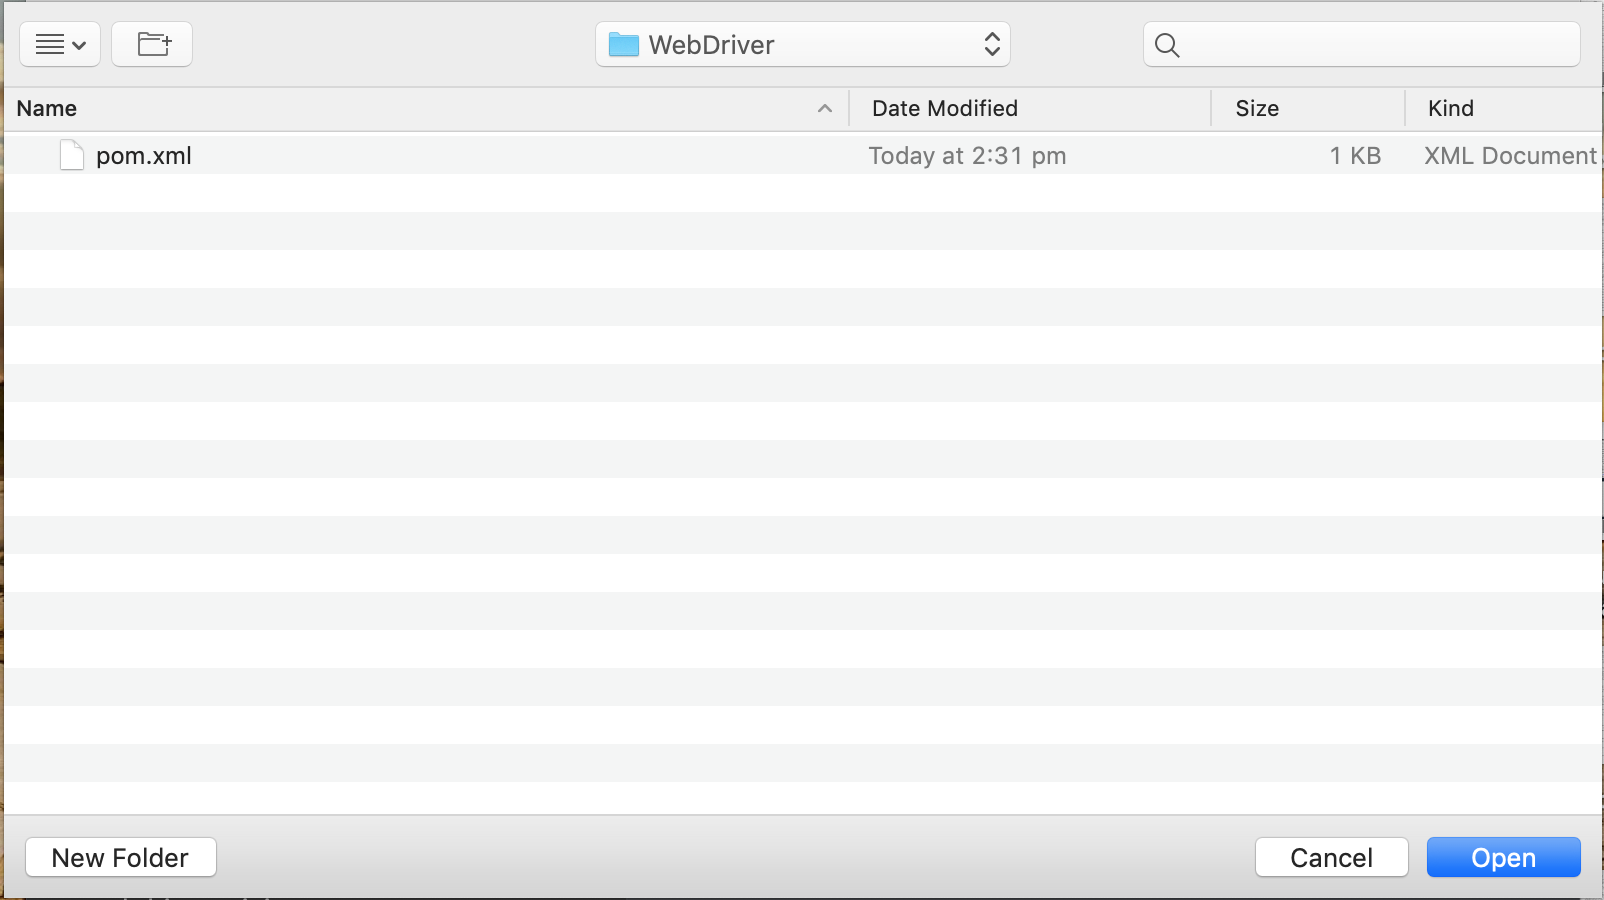 WebDriver
Name Date Modified Size Kind
pom.xml Today at 2:31 pm 1 KB XML Document
New Folder Cancel Open